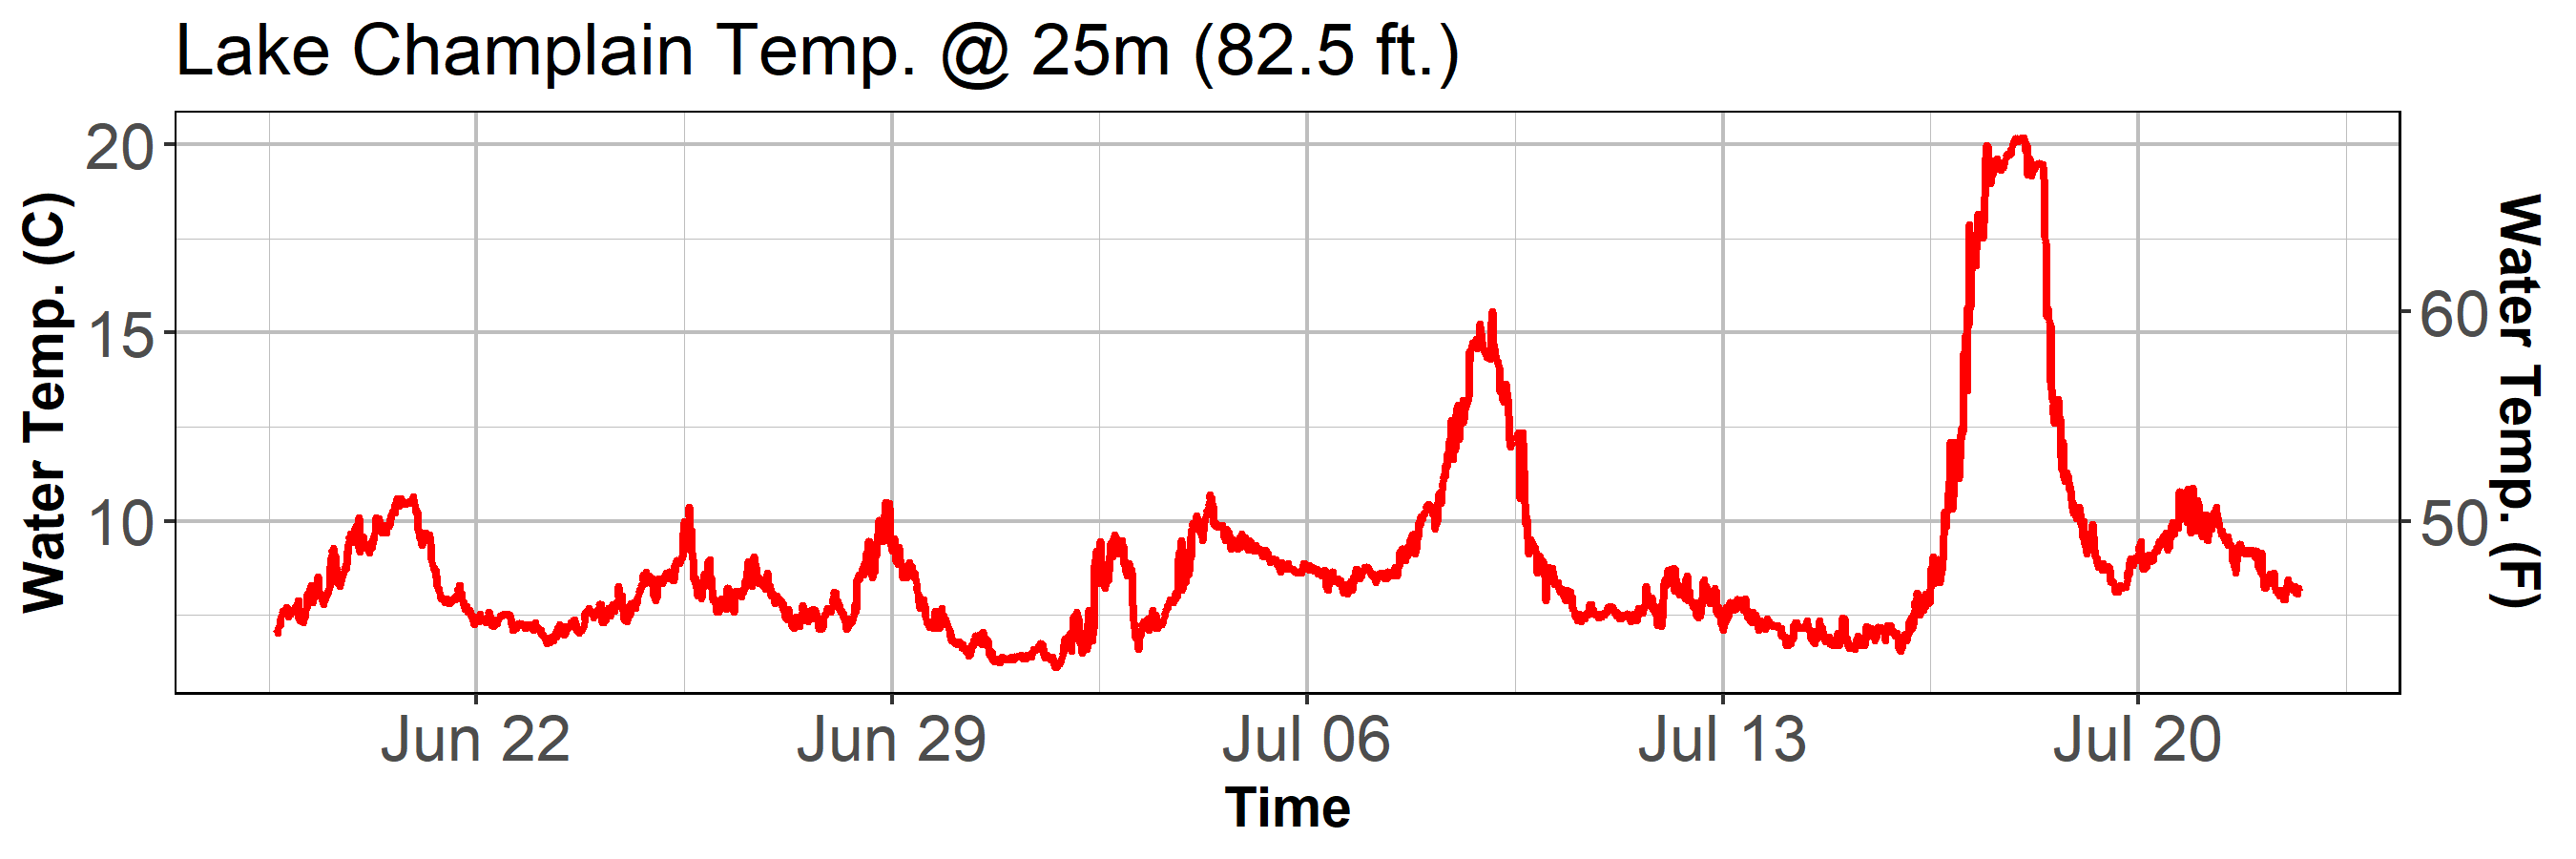 Lake Champlain Temp. @ 25m (82.5 ft.)
Water Temp. (C)
20
15
10
60
50
Water Temp. (F)
Jun 22
Jun 29
Jul 06
Jul 13
Jul 20
Time